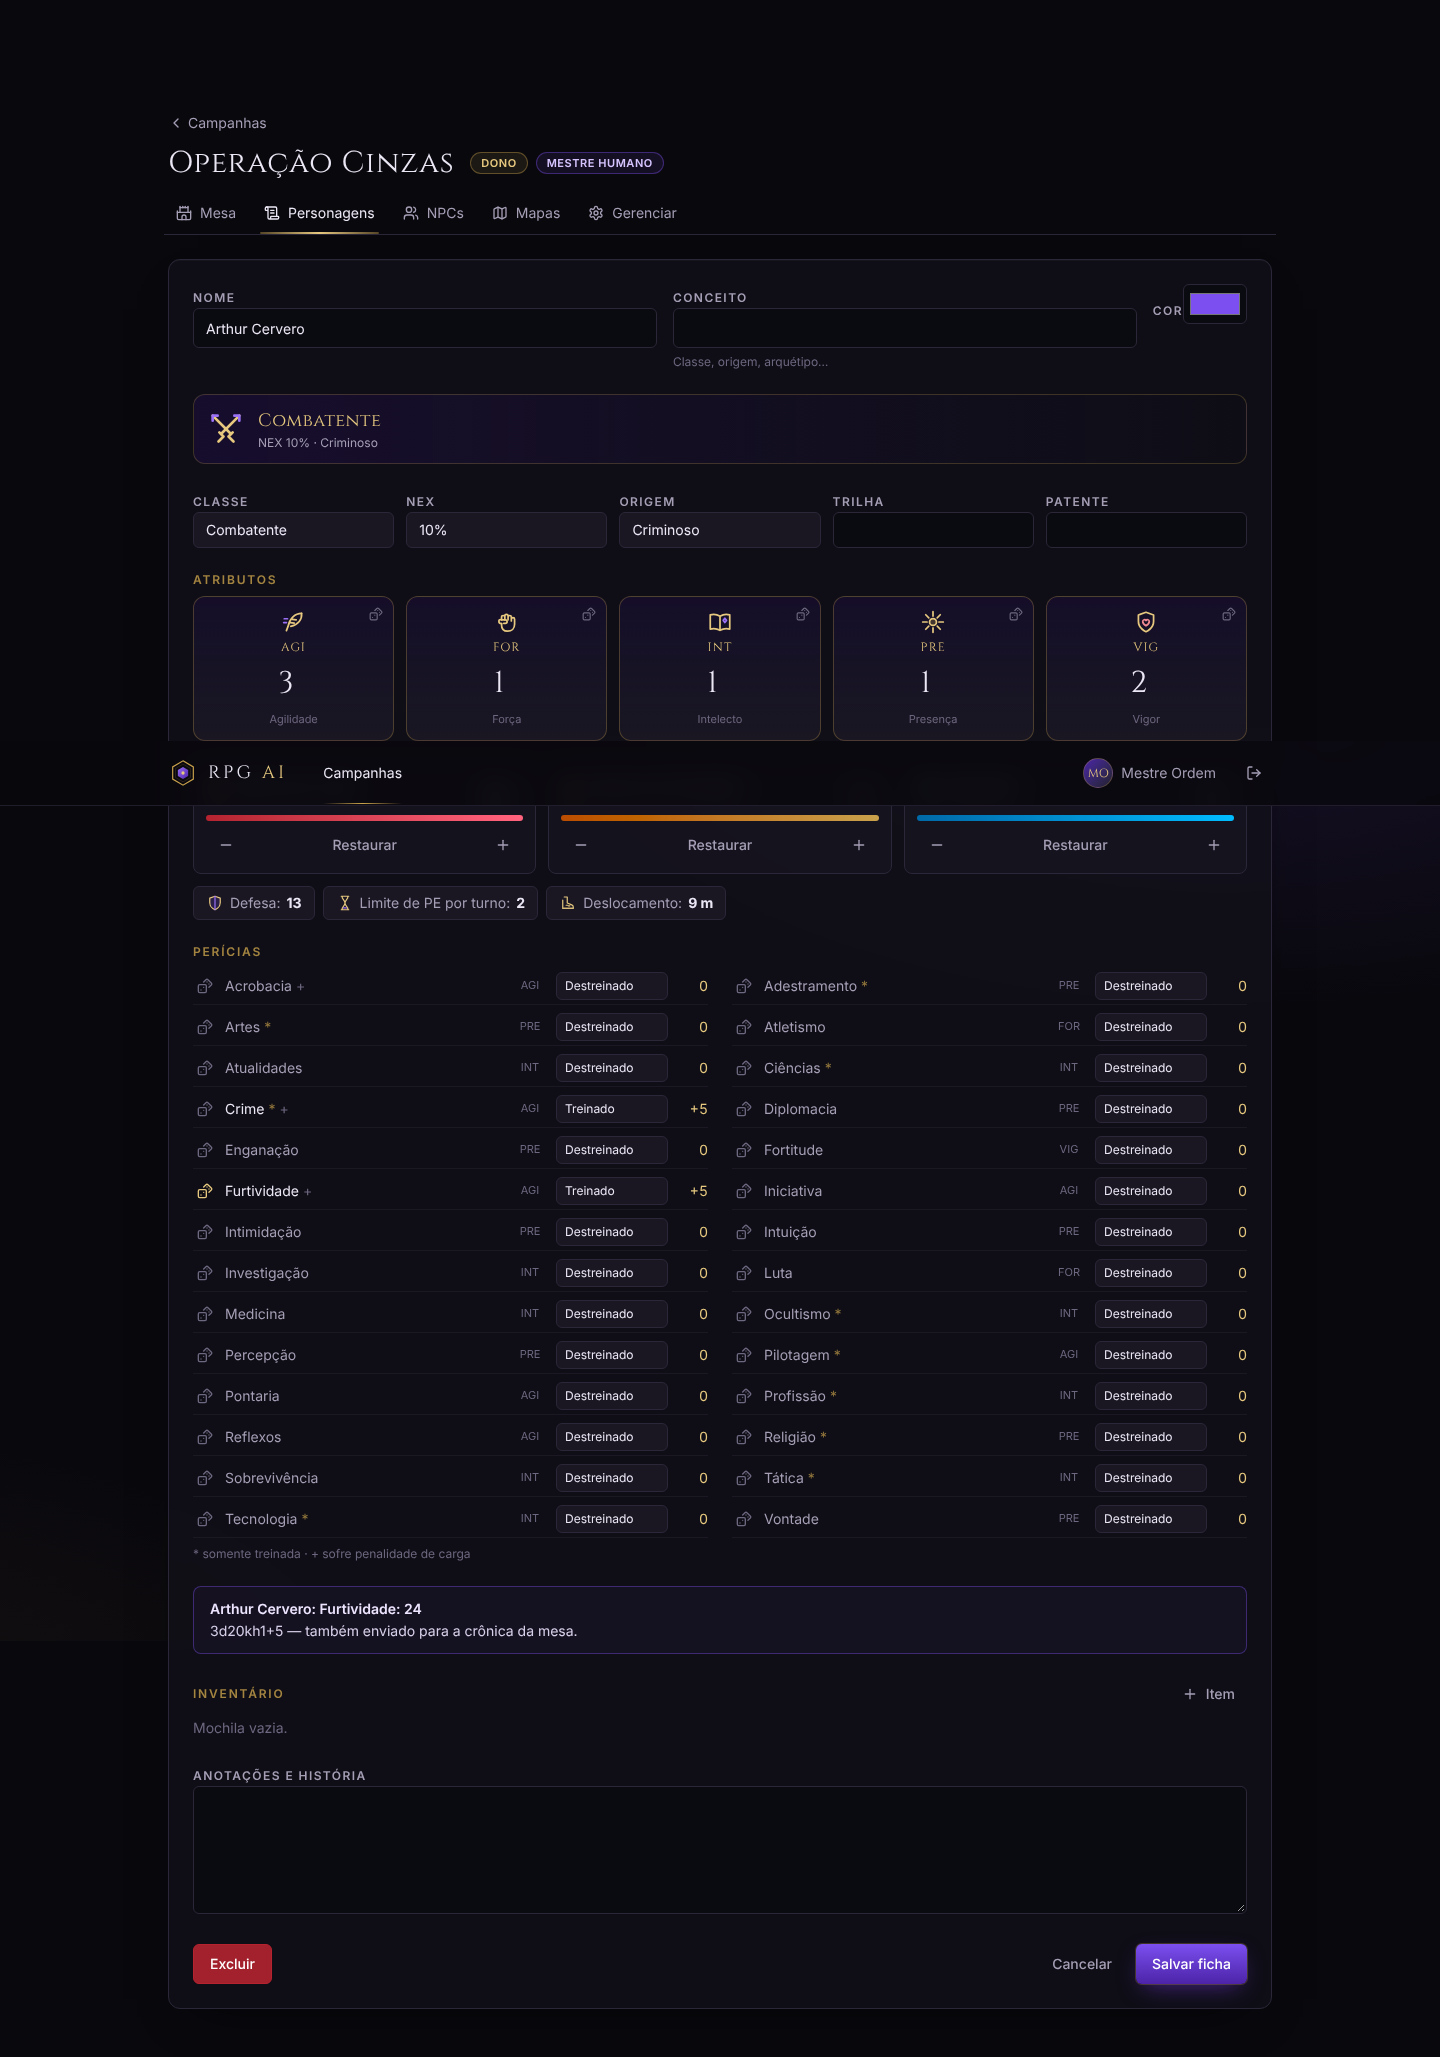 Campanhas
Operação Cinzas DONO MESTRE HUMANO
Mesa Personagens NPCs Mapas Gerenciar
NOME CONCEITO COR
Arthur Cervero
Classe, origem, arquétipo...
Combatente
NEX 10% · Criminoso
CLASSE NEX ORIGEM TRILHA PATENTE
Combatente 10% Criminoso
ATRIBUTOS
AGI FOR INT PRE VIG
3 1 1 1 2
Agilidade Força Intelecto Presença Vigor
RPG AI Campanhas MO Mestre Ordem
Restaurar Restaurar Restaurar
Defesa: 13 Limite de PE por turno: 2 Deslocamento: 9 m
PERÍCIAS
Acrobacia + AGI Destreinado 0 Adestramento * PRE Destreinado 0
Artes * PRE Destreinado 0 Atletismo FOR Destreinado 0
Atualidades INT Destreinado 0 Ciências * INT Destreinado 0
Crime * + AGI Treinado +5 Diplomacia PRE Destreinado 0
Enganação PRE Destreinado 0 Fortitude VIG Destreinado 0
Furtividade + AGI Treinado +5 Iniciativa AGI Destreinado 0
Intimidação PRE Destreinado 0 Intuição PRE Destreinado 0
Investigação INT Destreinado 0 Luta FOR Destreinado 0
Medicina INT Destreinado 0 Ocultismo * INT Destreinado 0
Percepção PRE Destreinado 0 Pilotagem * AGI Destreinado 0
Pontaria AGI Destreinado 0 Profissão * INT Destreinado 0
Reflexos AGI Destreinado 0 Religião * PRE Destreinado 0
Sobrevivência INT Destreinado 0 Tática * INT Destreinado 0
Tecnologia * INT Destreinado 0 Vontade PRE Destreinado 0
* somente treinada · + sofre penalidade de carga
Arthur Cervero: Furtividade: 24
3d20kh1+5 — também enviado para a crônica da mesa.
INVENTÁRIO Item
Mochila vazia.
ANOTAÇÕES E HISTÓRIA
Excluir Cancelar Salvar ficha